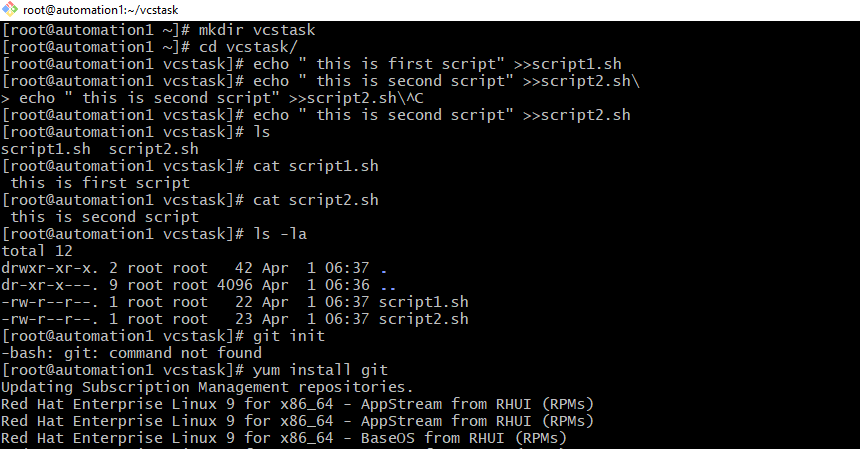 root@automation1:~/vcstask
[root@automation1 ~]# mkdir vcstask
[root@automation1 ~]# cd vcstask/
[root@automation1 vcstask]# echo " this is first script" >>script1.sh
[root@automation1 vcstask]# echo " this is second script" >>script2.sh\
> echo " this is second script" >>script2.sh\^C
[root@automation1 vcstask]# echo " this is second script" >>script2.sh
[root@automation1 vcstask]# ls
script1.sh  script2.sh
[root@automation1 vcstask]# cat script1.sh
 this is first script
[root@automation1 vcstask]# cat script2.sh
 this is second script
[root@automation1 vcstask]# ls -la
total 12
drwxr-xr-x. 2 root root   42 Apr  1 06:37 .
dr-xr-x---. 9 root root 4096 Apr  1 06:36 ..
-rw-r--r--. 1 root root   22 Apr  1 06:37 script1.sh
-rw-r--r--. 1 root root   23 Apr  1 06:37 script2.sh
[root@automation1 vcstask]# git init
-bash: git: command not found
[root@automation1 vcstask]# yum install git
Updating Subscription Management repositories.
Red Hat Enterprise Linux 9 for x86_64 - AppStream from RHUI (RPMs)
Red Hat Enterprise Linux 9 for x86_64 - AppStream from RHUI (RPMs)
Red Hat Enterprise Linux 9 for x86_64 - BaseOS from RHUI (RPMs)